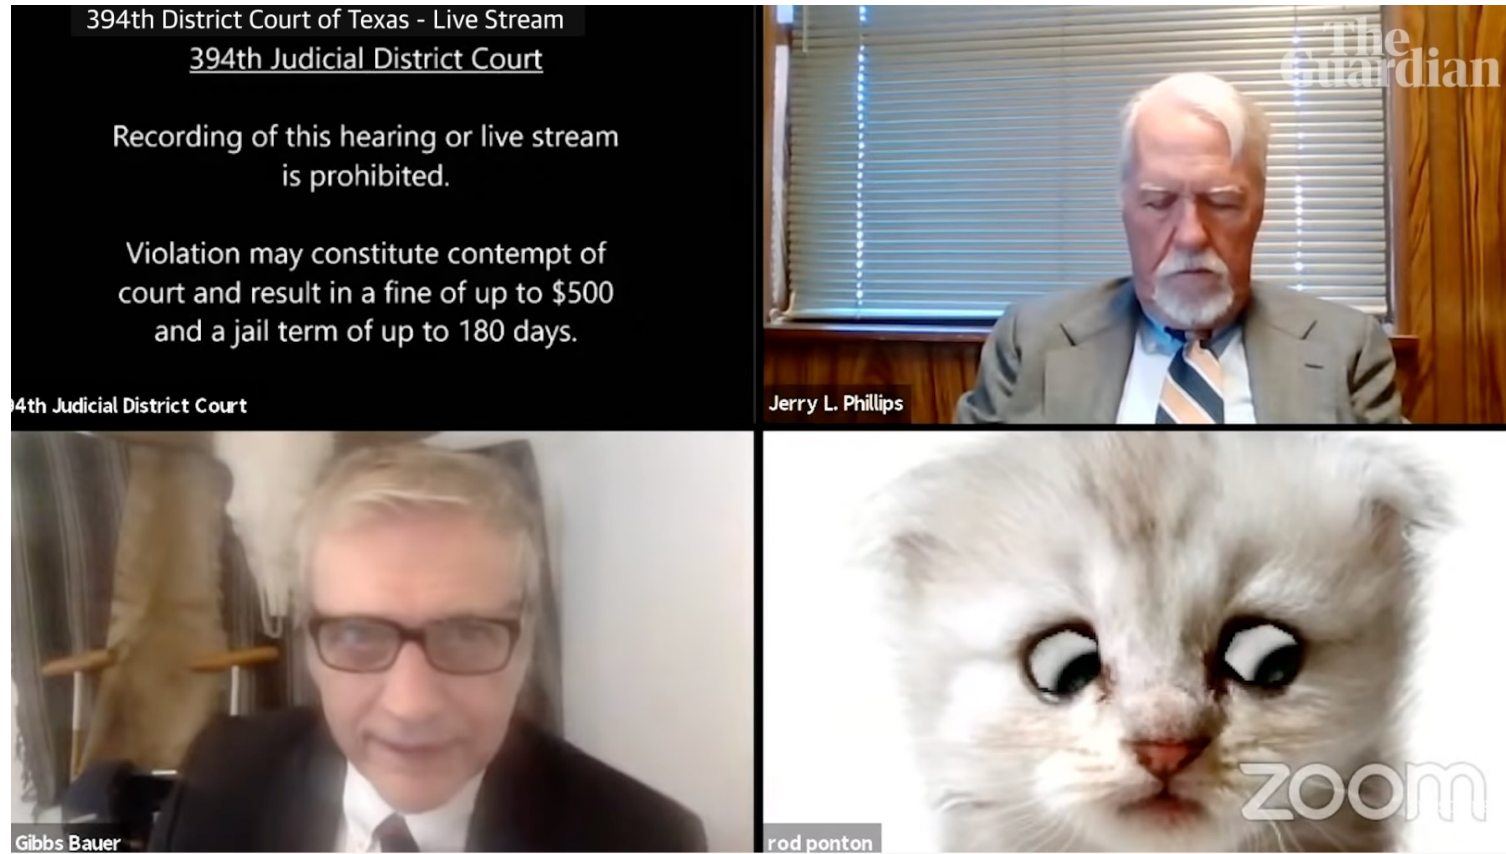 394th District Court of Texas - Live Stream
394th Judicial District Court
The
Guardian
Recording of this hearing or live stream
is prohibited.
Violation may constitute contempt of
court and result in a fine of up to $500
and a jail term of up to 180 days.
94th Judicial District Court
Jerry L. Phillips
Gibbs Bauer
rod ponton
zoom